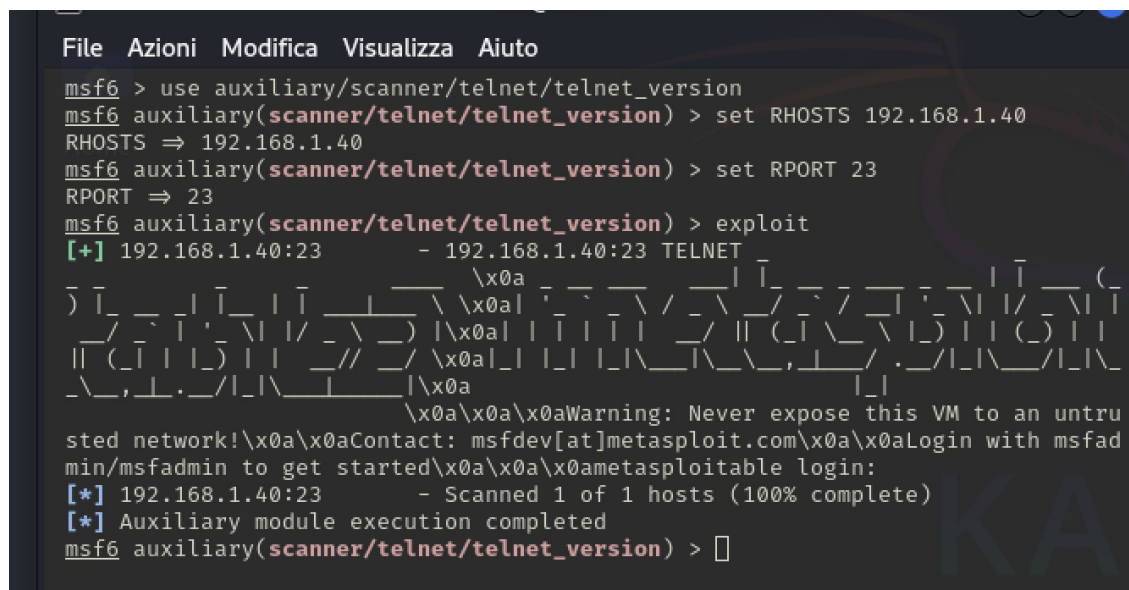 File Azioni Modifica Visualizza Aiuto
msf6 > use auxiliary/scanner/telnet/telnet_version
msf6 auxiliary(scanner/telnet/telnet_version) > set RHOSTS 192.168.1.40
RHOSTS ⇒ 192.168.1.40
msf6 auxiliary(scanner/telnet/telnet_version) > set RPORT 23
RPORT ⇒ 23
msf6 auxiliary(scanner/telnet/telnet_version) > exploit
[+] 192.168.1.40:23 - 192.168.1.40:23 TELNET
\x0a
\x0a
\x0a
\x0a
\x0a
\x0a\x0a\x0aWarning: Never expose this VM to an untru
sted network!\x0a\x0aContact: msfdev[at]metasploit.com\x0a\x0aLogin with msfad
min/msfadmin to get started\x0a\x0a\x0ametasploitable login:
[*] 192.168.1.40:23 - Scanned 1 of 1 hosts (100% complete)
[*] Auxiliary module execution completed
msf6 auxiliary(scanner/telnet/telnet_version) >
KA